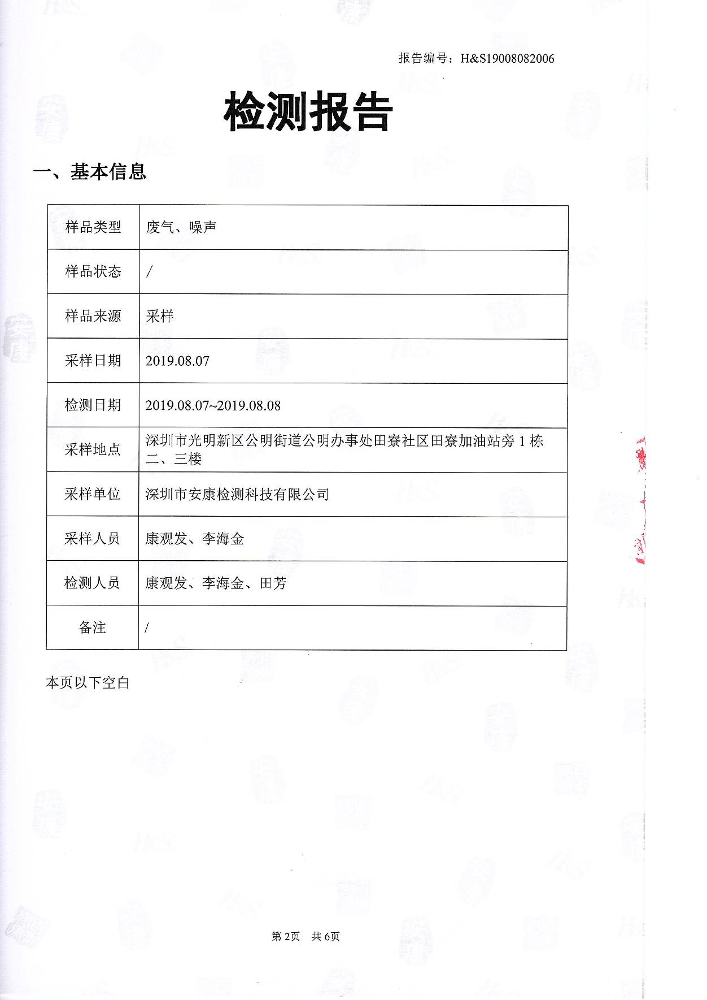 报告编号：H&S19008082006
检测报告
一、基本信息
样品类型 废气、噪声
样品状态 /
样品来源 采样
采样日期 2019.08.07
检测日期 2019.08.07~2019.08.08
采样地点 深圳市光明新区公明街道公明办事处田寮社区田寮加油站旁 1 栋
二、三楼
采样单位 深圳市安康检测科技有限公司
采样人员 康观发、李海金
检测人员 康观发、李海金、田芳
备注 /
本页以下空白
第 2页 共 6页